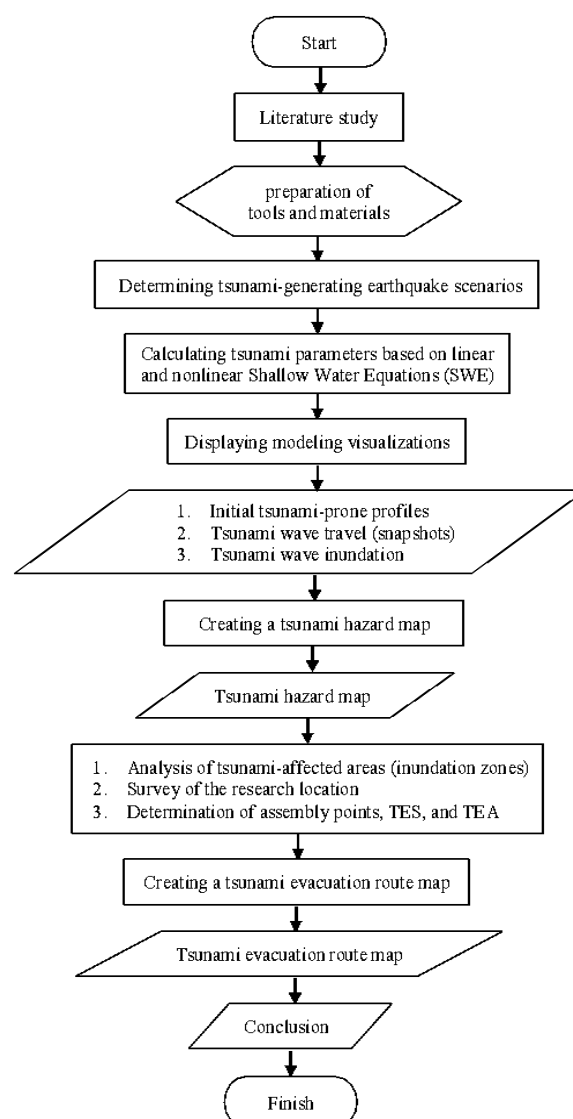 Start
Literature study
preparation of
tools and materials
Determining tsunami-generating earthquake scenarios
Calculating tsunami parameters based on linear
and nonlinear Shallow Water Equations (SWE)
Displaying modeling visualizations
1. Initial tsunami-prone profiles
2. Tsunami wave travel (snapshots)
3. Tsunami wave inundation
Creating a tsunami hazard map
Tsunami hazard map
1. Analysis of tsunami-affected areas (inundation zones)
2. Survey of the research location
3. Determination of assembly points, TES, and TEA
Creating a tsunami evacuation route map
Tsunami evacuation route map
Conclusion
Finish